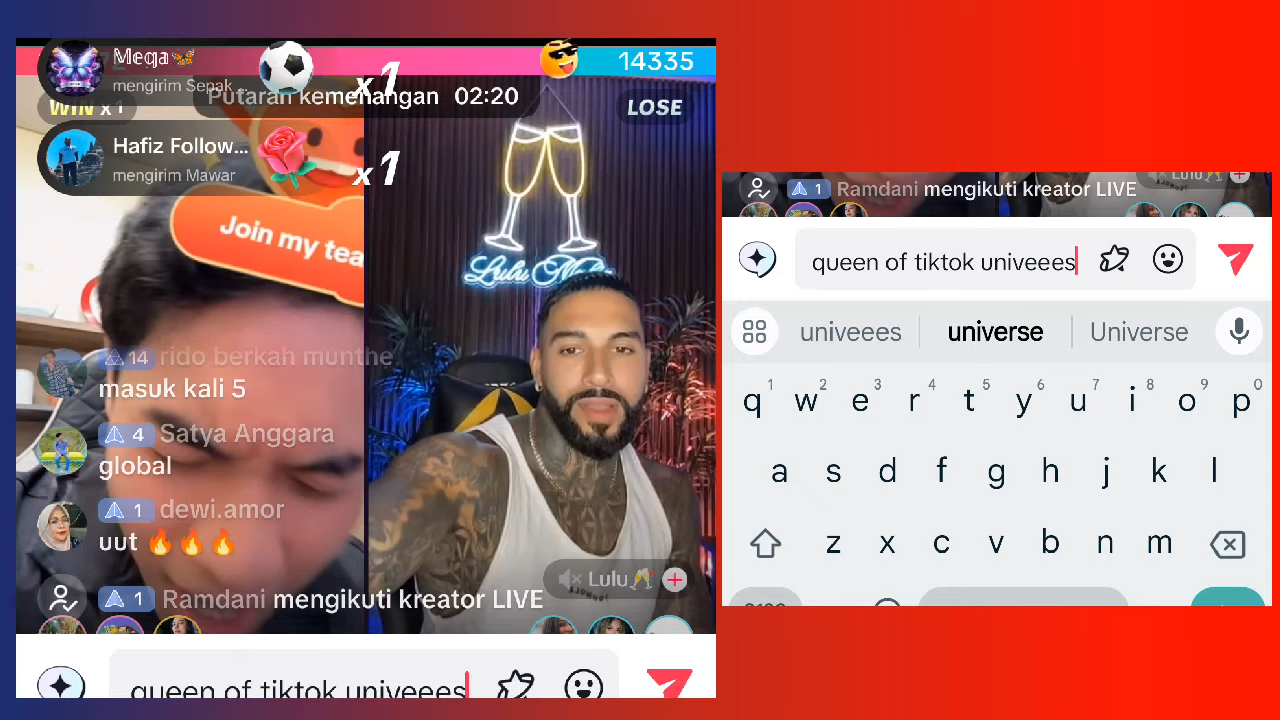 Mega
mengirim Sepak...
x1
14335
WIN x 1
Putaran kemenangan 02:20
LOSE
Hafiz Follow...
mengirim Mawar
x1
Join my tea
Lulu
14 rido berkah munthe
masuk kali 5
4 Satya Anggara
global
1 dewi.amor
uut 🔥🔥🔥
Lulu🥂 +
1 Ramdani mengikuti kreator LIVE
queen of tiktok univeees
1 Ramdani mengikuti kreator LIVE
Lulu🥂 +
queen of tiktok univeees
univeees universe Universe
1 2 3 4 5 6 7 8 9 0
q w e r t y u i o p
a s d f g h j k l
z x c v b n m